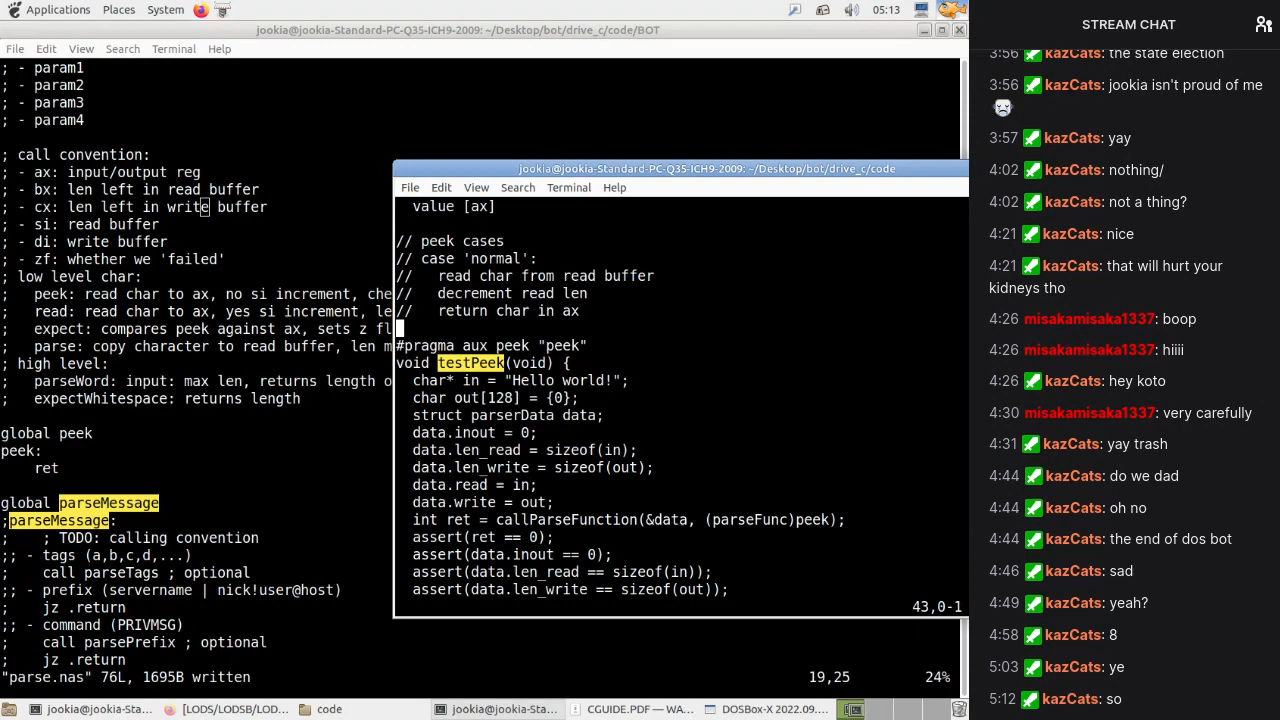 Applications Places System 05:13
jookia@jookia-Standard-PC-Q35-ICH9-2009: ~/Desktop/bot/drive_c/code/BOT
File Edit View Search Terminal Help
; - param1
; - param2
; - param3
; - param4
; call convention:
; - ax: input/output reg
; - bx: len left in read buffer
; - cx: len left in write buffer
; - si: read buffer
; - di: write buffer
; - zf: whether we 'failed'
; low level char:
;   peek: read char to ax, no si increment, che
;   read: read char to ax, yes si increment, le
;   expect: compares peek against ax, sets z fl
;   parse: copy character to read buffer, len m
; high level:
;   parseWord: input: max len, returns length o
;   expectWhitespace: returns length
global peek
peek:
    ret
global parseMessage
;parseMessage:
;    ; TODO: calling convention
;; - tags (a,b,c,d,...)
;    call parseTags ; optional
;; - prefix (servername | nick!user@host)
;    jz .return
;; - command (PRIVMSG)
;    call parsePrefix ; optional
;    jz .return
"parse.nas" 76L, 1695B written 19,25 24%
jookia@jookia-Standard-PC-Q35-ICH9-2009: ~/Desktop/bot/drive_c/code
File Edit View Search Terminal Help
  value [ax]
// peek cases
// case 'normal':
//   read char from read buffer
//   decrement read len
//   return char in ax
#pragma aux peek "peek"
void testPeek(void) {
  char* in = "Hello world!";
  char out[128] = {0};
  struct parserData data;
  data.inout = 0;
  data.len_read = sizeof(in);
  data.len_write = sizeof(out);
  data.read = in;
  data.write = out;
  int ret = callParseFunction(&data, (parseFunc)peek);
  assert(ret == 0);
  assert(data.inout == 0);
  assert(data.len_read == sizeof(in));
  assert(data.len_write == sizeof(out));
43,0-1
jookia@jookia-Sta... [LODS/LODSB/LOD... code jookia@jookia-Sta... CGUIDE.PDF — WA... DOSBox-X 2022.09....
STREAM CHAT
3:56 kazCats: the state election
3:56 kazCats: jookia isn't proud of me
3:57 kazCats: yay
4:02 kazCats: nothing/
4:02 kazCats: not a thing?
4:21 kazCats: nice
4:21 kazCats: that will hurt your
kidneys tho
4:26 misakamisaka1337: boop
4:26 misakamisaka1337: hiiii
4:26 kazCats: hey koto
4:30 misakamisaka1337: very carefully
4:31 kazCats: yay trash
4:44 kazCats: do we dad
4:44 kazCats: oh no
4:44 kazCats: the end of dos bot
4:46 kazCats: sad
4:49 kazCats: yeah?
4:58 kazCats: 8
5:03 kazCats: ye
5:12 kazCats: so